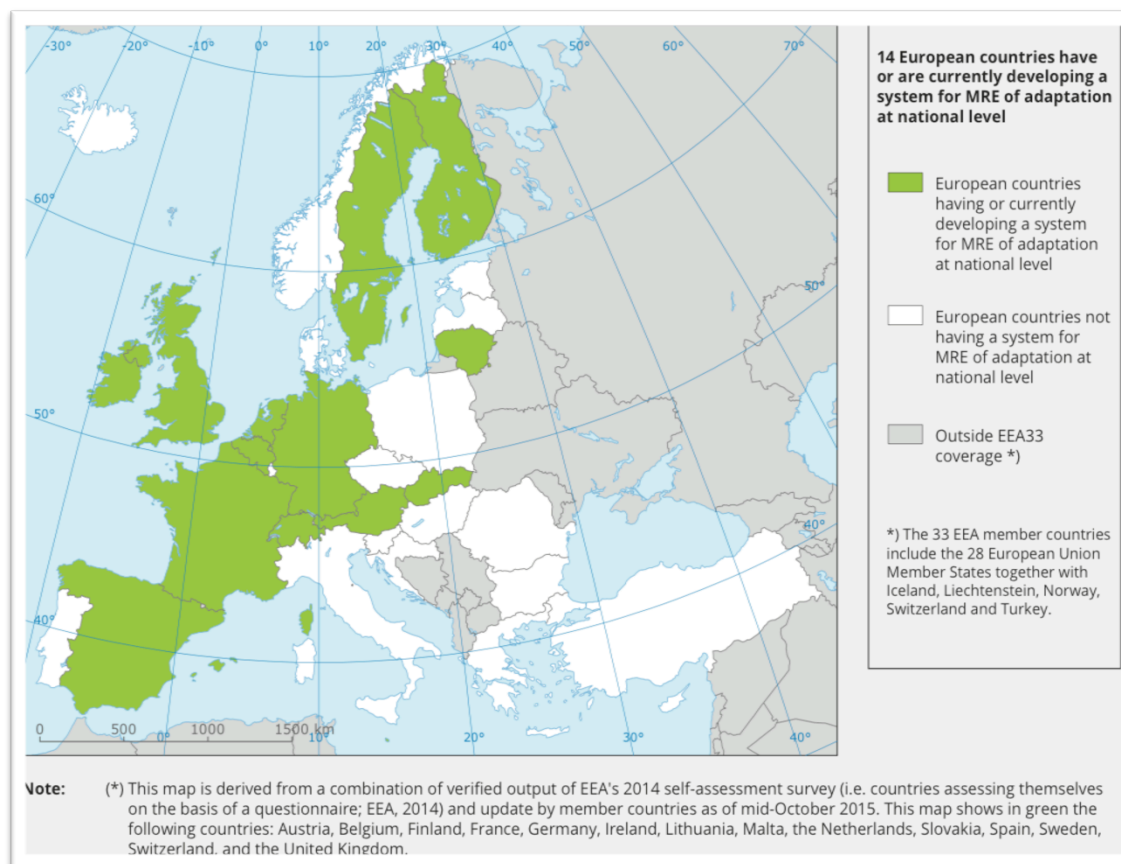 -30°
-20°
-10°
0°
10°
20°
30°
40°
50°
60°
70°
60°
50°
50°
40°
40°
0
500
0°
1000
10°
1500 km
20°
30°
40°
14 European countries have
or are currently developing a
system for MRE of adaptation
at national level
European countries
having or currently
developing a system
for MRE of adaptation
at national level
European countries not
having a system for
MRE of adaptation at
national level
Outside EEA33
coverage *)
*) The 33 EEA member countries
include the 28 European Union
Member States together with
Iceland, Liechtenstein, Norway,
Switzerland and Turkey.
Note: (*) This map is derived from a combination of verified output of EEA's 2014 self-assessment survey (i.e. countries assessing themselves
on the basis of a questionnaire; EEA, 2014) and update by member countries as of mid-October 2015. This map shows in green the
following countries: Austria, Belgium, Finland, France, Germany, Ireland, Lithuania, Malta, the Netherlands, Slovakia, Spain, Sweden,
Switzerland, and the United Kingdom.